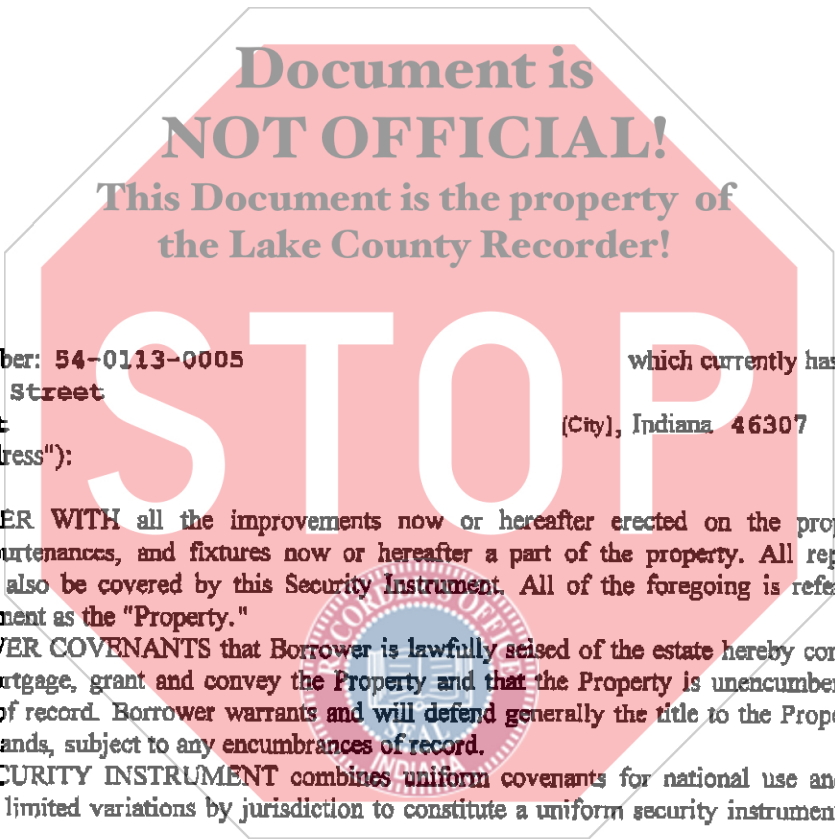 Document is
NOT OFFICIAL!
This Document is the property of
the Lake County Recorder!
STOP
ber: 54-0113-0005 which currently has
Street
t [City], Indiana 46307
ress"):
ER WITH all the improvements now or hereafter erected on the prop
urtenances, and fixtures now or hereafter a part of the property. All rep
also be covered by this Security Instrument. All of the foregoing is refe
ment as the "Property."
VER COVENANTS that Borrower is lawfully seised of the estate hereby con
rtgage, grant and convey the Property and that the Property is unencumber
of record. Borrower warrants and will defend generally the title to the Prope
ands, subject to any encumbrances of record.
CURITY INSTRUMENT combines uniform covenants for national use and
limited variations by jurisdiction to constitute a uniform security instrument
RECORDER'S OFFICE
SEAL
INDIANA